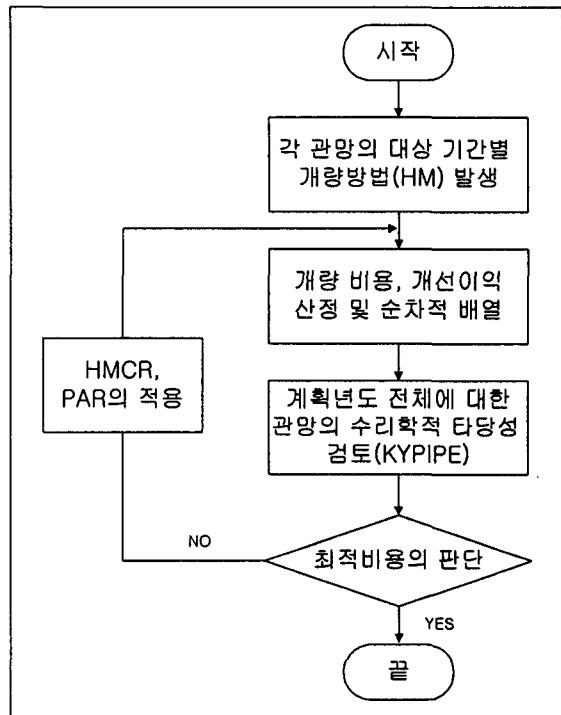 시작
각 관망의 대상 기간별
개량방법(HM) 발생
개량 비용, 개선이익
산정 및 순차적 배열
HMCR,
PAR의 적용
계획년도 전체에 대한
관망의 수리학적 타당성
검토(KYPIPE)
NO
최적비용의 판단
YES
끝